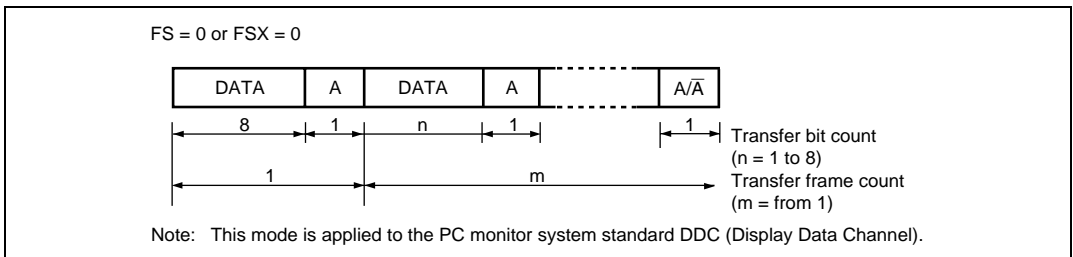 FS = 0 or FSX = 0
DATA A DATA A A/A̅
8 1 n 1 1
Transfer bit count
(n = 1 to 8)
1 m
Transfer frame count
(m = from 1)
Note: This mode is applied to the PC monitor system standard DDC (Display Data Channel).